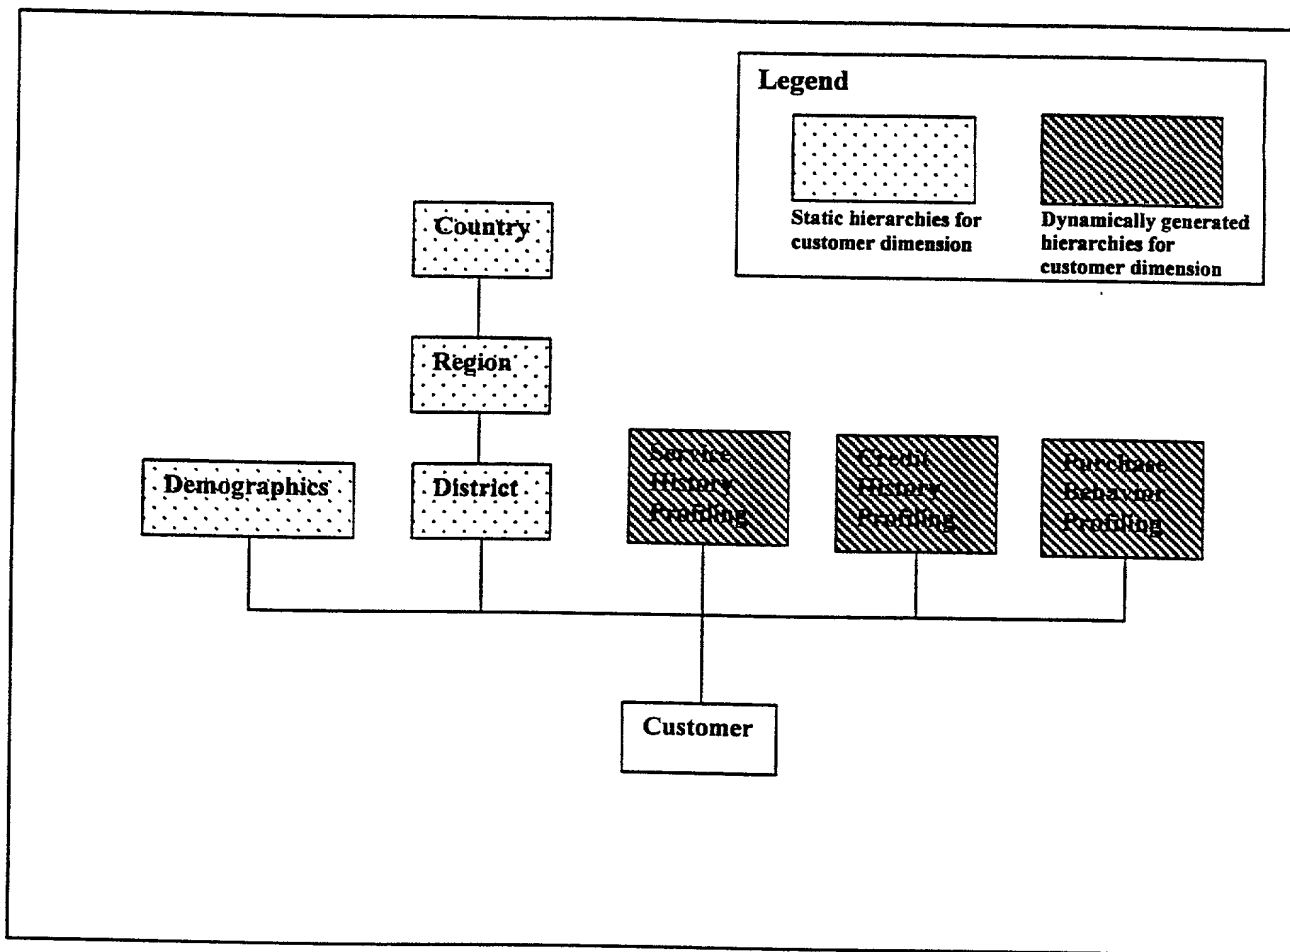 Legend
Static hierarchies for
customer dimension
Dynamically generated
hierarchies for
customer dimension
Country
Region
Demographics
District
Service
History
Profiling
Credit
History
Profiling
Purchase
Behavior
Profiling
Customer